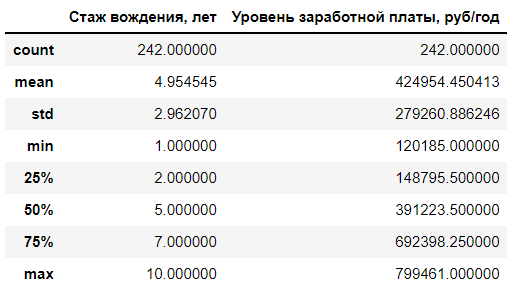 Стаж вождения, лет Уровень заработной платы, руб/год
count 242.000000 242.000000
mean 4.954545 424954.450413
std 2.962070 279260.886246
min 1.000000 120185.000000
25% 2.000000 148795.500000
50% 5.000000 391223.500000
75% 7.000000 692398.250000
max 10.000000 799461.000000